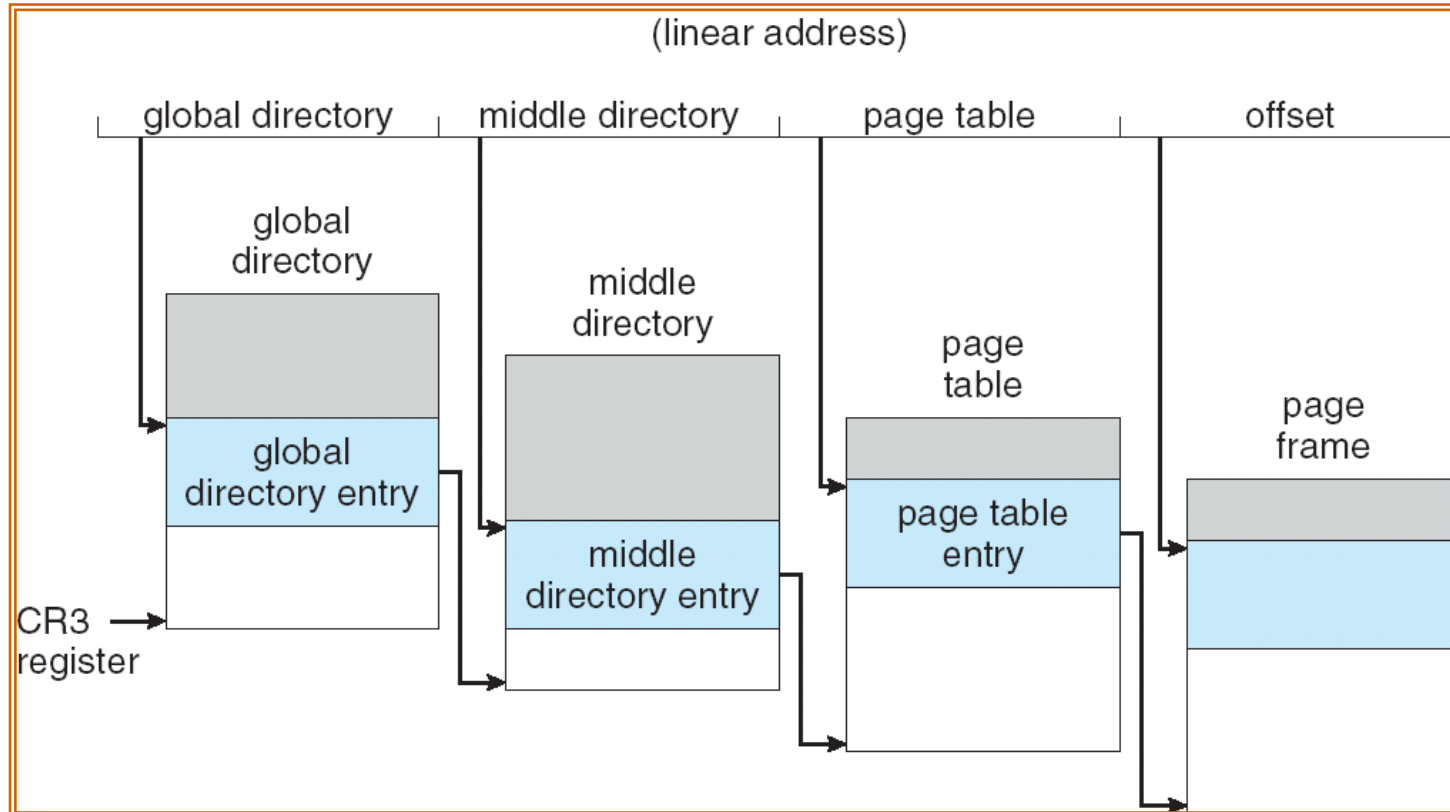 (linear address)
global directory
middle directory
page table
offset
global
directory
middle
directory
page
table
page
frame
global
directory entry
page table
entry
middle
directory entry
CR3
register